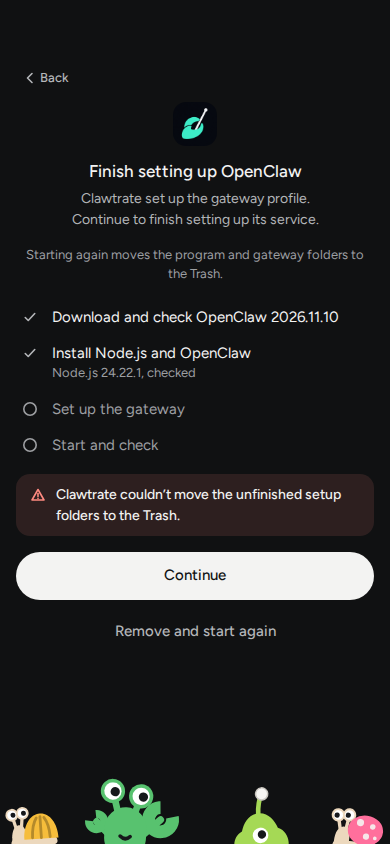 Back
Finish setting up OpenClaw
Clawtrate set up the gateway profile.
Continue to finish setting up its service.
Starting again moves the program and gateway folders to
the Trash.
Download and check OpenClaw 2026.11.10
Install Node.js and OpenClaw
Node.js 24.22.1, checked
Set up the gateway
Start and check
Clawtrate couldn’t move the unfinished setup
folders to the Trash.
Continue
Remove and start again